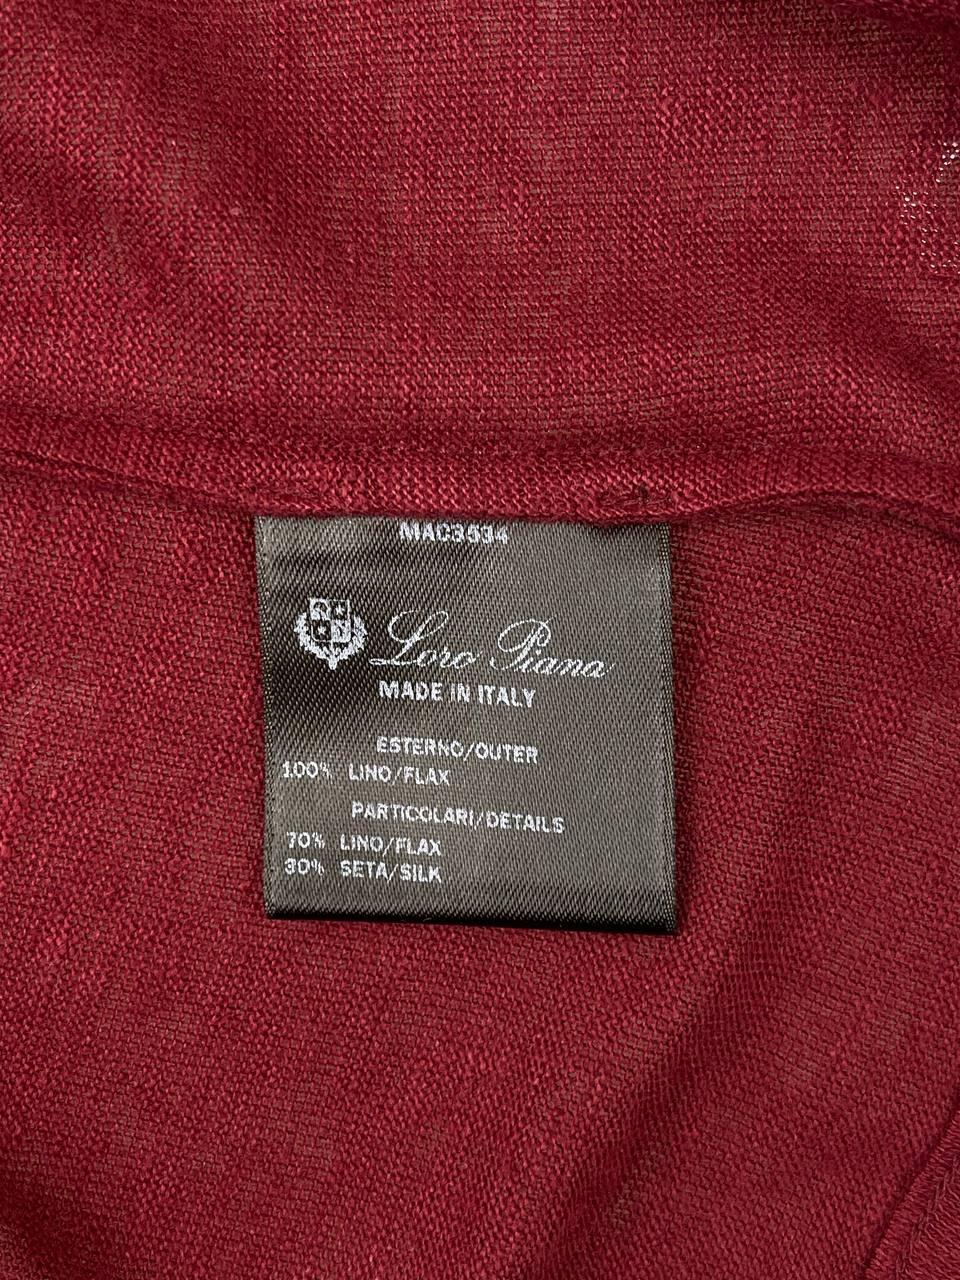 MAC3534
Loro Piana
MADE IN ITALY
ESTERNO/OUTER
100% LINO/FLAX
PARTICOLARI/DETAILS
70% LINO/FLAX
30% SETA/SILK